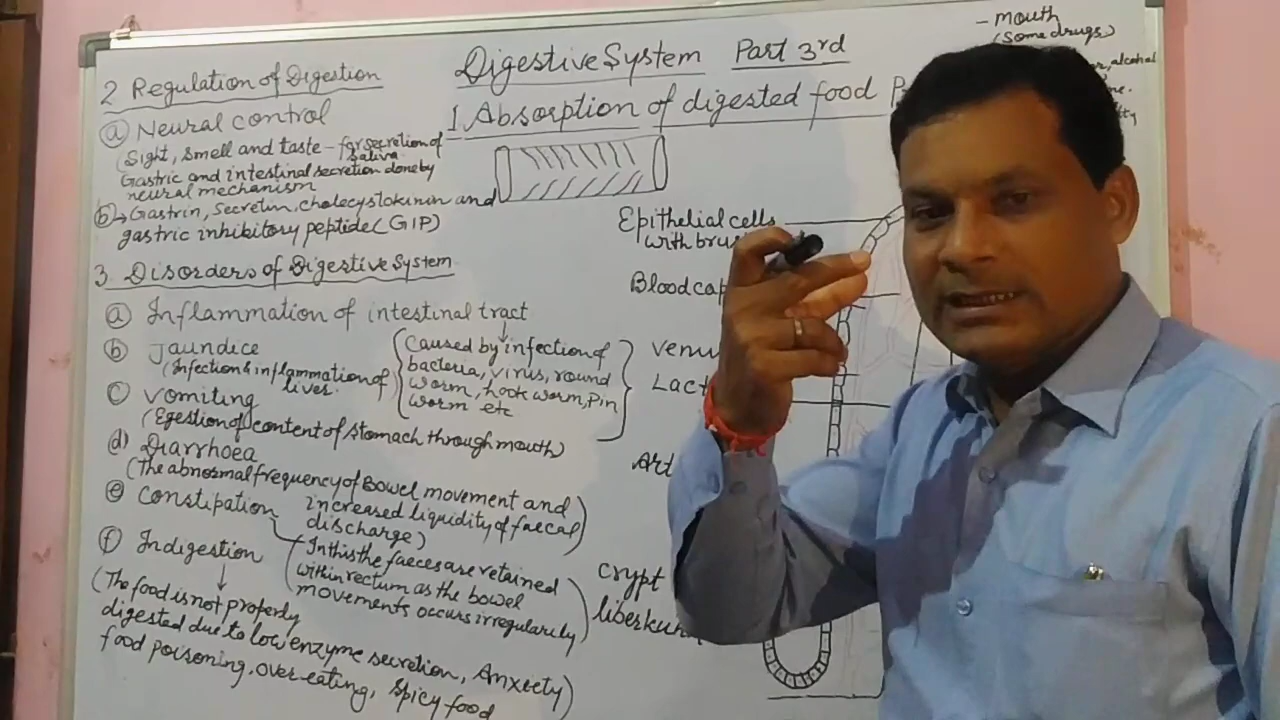 Digestive System Part 3rd
1. Absorption of digested food
2 Regulation of Digestion
a Neural control
(Sight, smell and taste - for secretion of
saliva
Gastric and intestinal secretion done by
neural mechanism
b → Gastrin, Secretin, cholecystokinin and
gastric inhibitory peptide (GIP)
3. Disorders of Digestive System
a Inflammation of intestinal tract
(Caused by infection of
bacteria, virus, round
worm, hook worm, Pin
worm etc
b Jaundice
(Infection & inflammation of
liver.
c vomiting
(Egestion of content of stomach through mouth)
d) Diarrhoea
(The abnormal frequency of Bowel movement and
increased liquidity of faecal
discharge)
e Constipation
(In this the faeces are retained
within rectum as the bowel
movements occurs irregularily)
f Indigestion
(The food is not properly
digested due to low enzyme secretion, Anxiety)
food poisoning, over eating, spicy food
- mouth
(some drugs)
alcohal
Epithelial cells
with
Blood
crypt